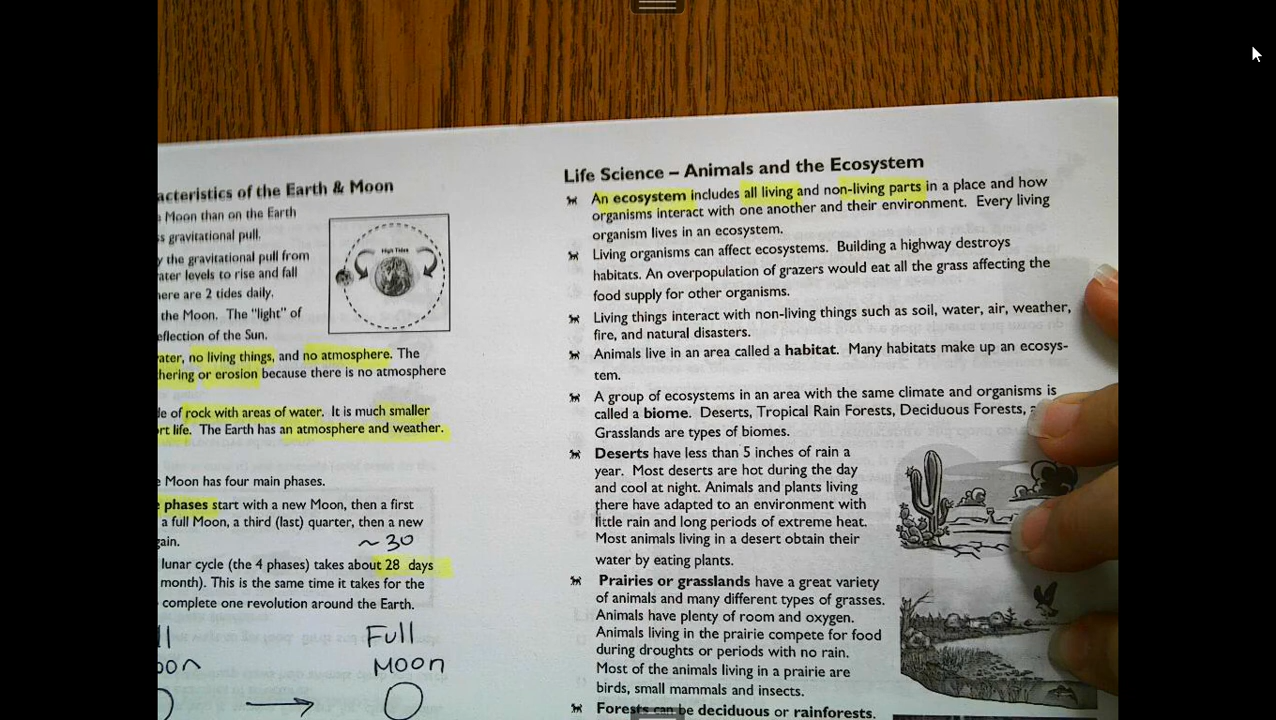 acteristics of the Earth & Moon
Moon than on the Earth
s gravitational pull.
y the gravitational pull from
ater levels to rise and fall
here are 2 tides daily.
the Moon. The "light" of
eflection of the Sun.
High Tides
ater, no living things, and no atmosphere. The
hering or erosion because there is no atmosphere
de of rock with areas of water. It is much smaller
ort life. The Earth has an atmosphere and weather.
e Moon has four main phases.
e phases start with a new Moon, then a first
a full Moon, a third (last) quarter, then a new
gain.
~ 30
lunar cycle (the 4 phases) takes about 28 days
month). This is the same time it takes for the
complete one revolution around the Earth.
ll
oon
Full
Moon
Life Science – Animals and the Ecosystem
An ecosystem includes all living and non-living parts in a place and how
organisms interact with one another and their environment. Every living
organism lives in an ecosystem.
Living organisms can affect ecosystems. Building a highway destroys
habitats. An overpopulation of grazers would eat all the grass affecting the
food supply for other organisms.
Living things interact with non-living things such as soil, water, air, weather,
fire, and natural disasters.
Animals live in an area called a habitat. Many habitats make up an ecosys-
tem.
A group of ecosystems in an area with the same climate and organisms is
called a biome. Deserts, Tropical Rain Forests, Deciduous Forests,
Grasslands are types of biomes.
Deserts have less than 5 inches of rain a
year. Most deserts are hot during the day
and cool at night. Animals and plants living
there have adapted to an environment with
little rain and long periods of extreme heat.
Most animals living in a desert obtain their
water by eating plants.
Prairies or grasslands have a great variety
of animals and many different types of grasses.
Animals have plenty of room and oxygen.
Animals living in the prairie compete for food
during droughts or periods with no rain.
Most of the animals living in a prairie are
birds, small mammals and insects.
Forests can be deciduous or rainforests.